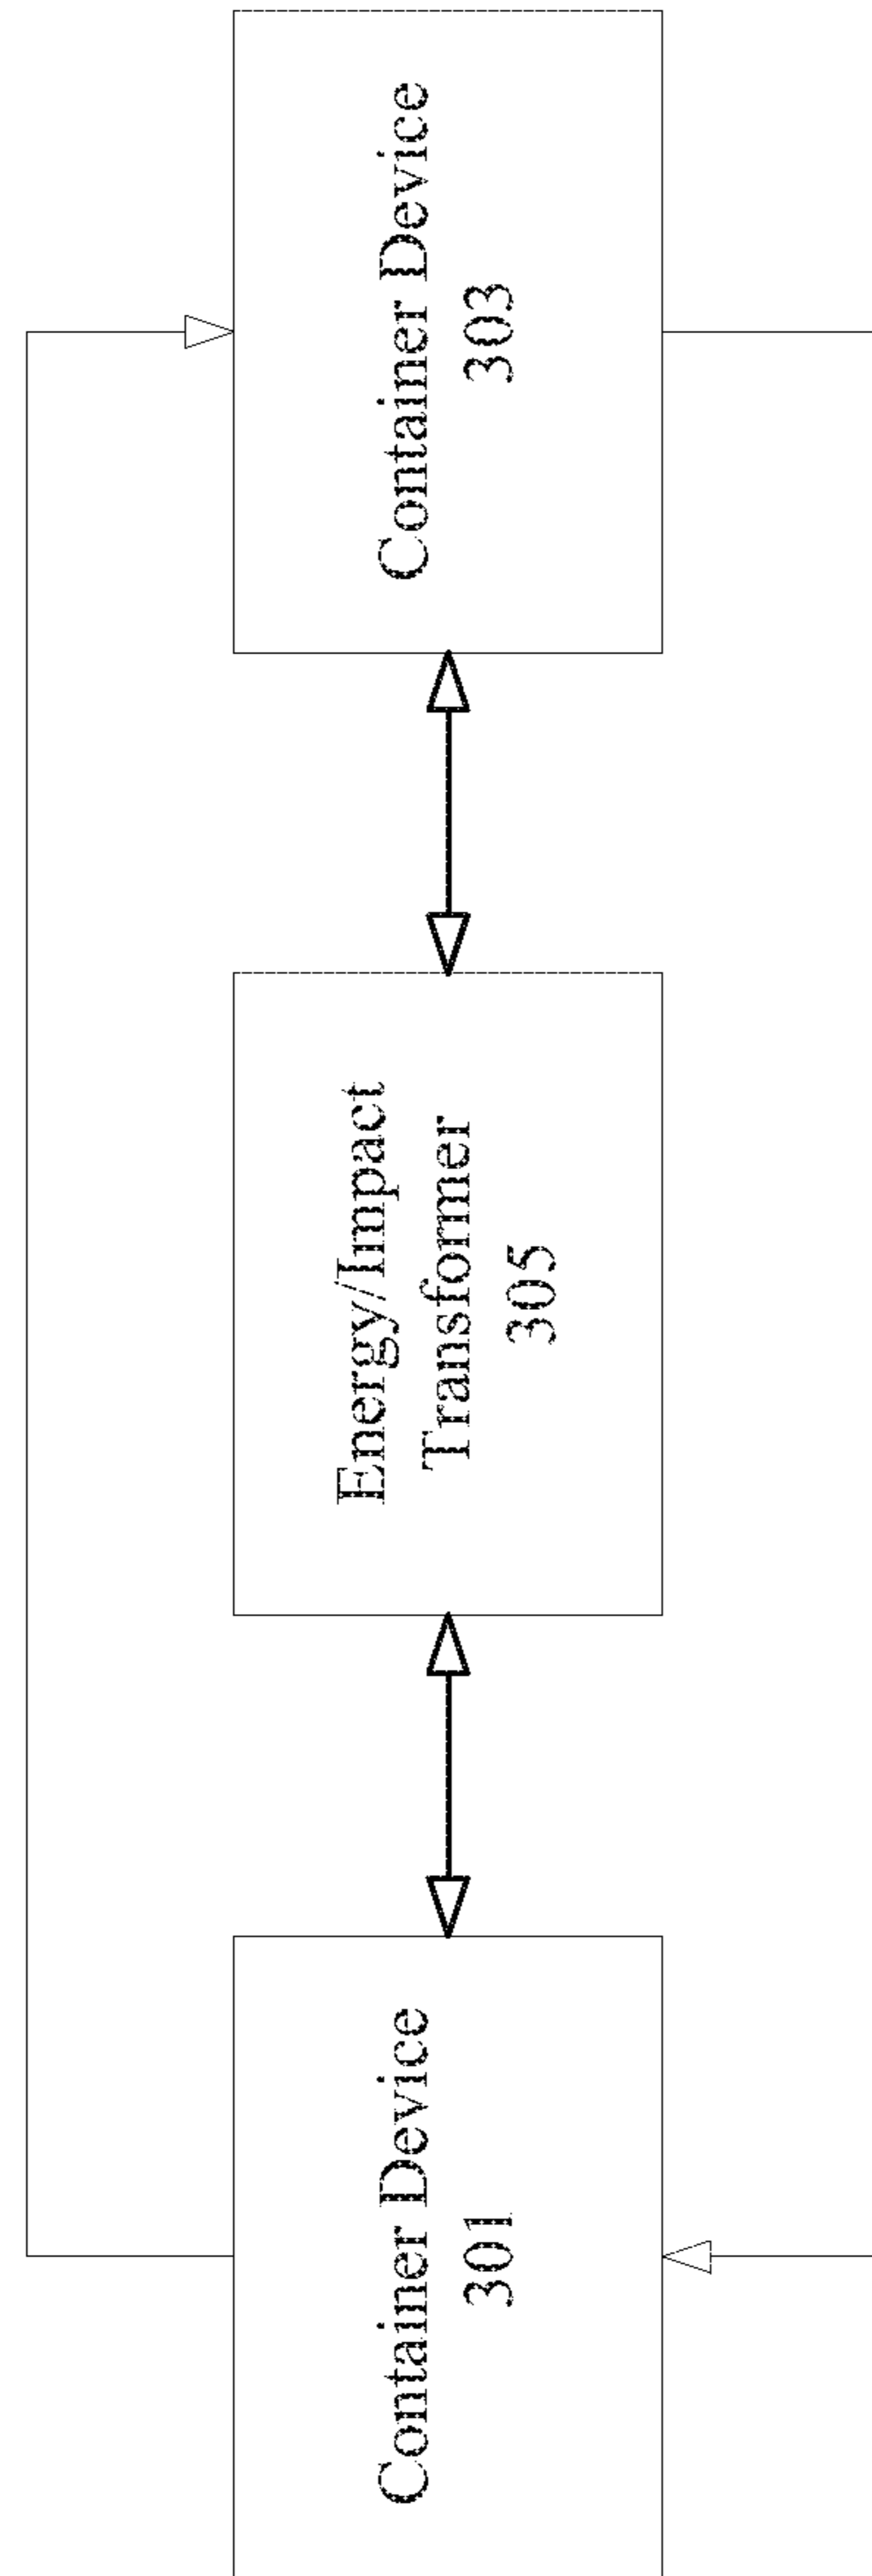 Container Device
301
Energy/Impact
Transformer
305
Container Device
303